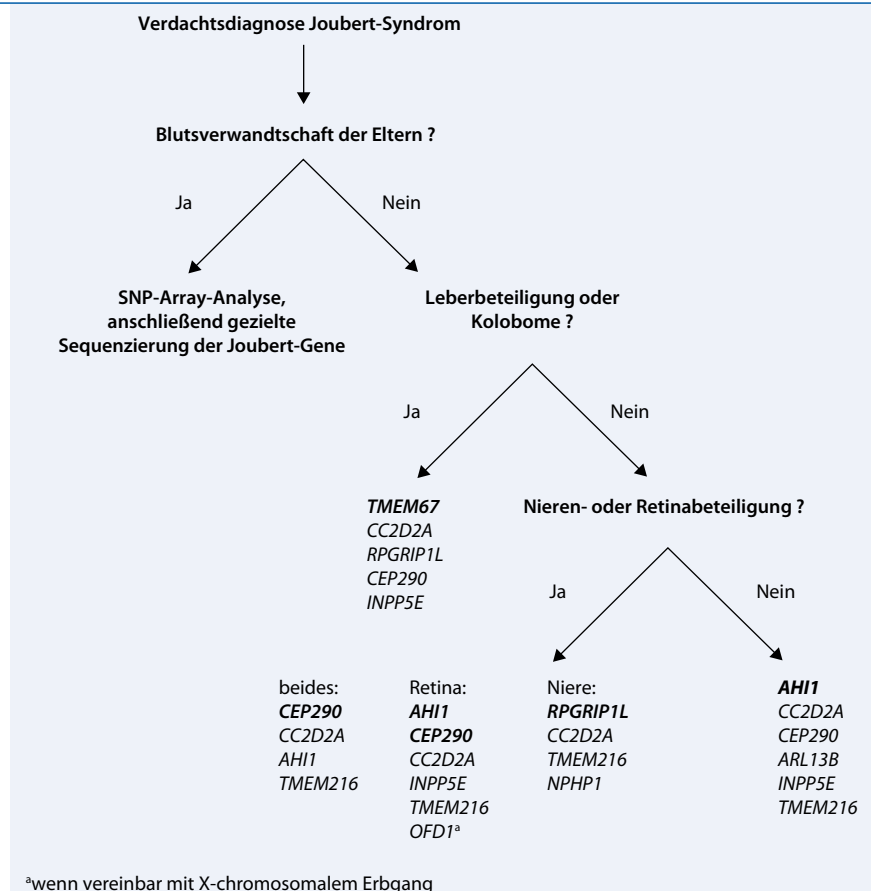 Verdachtsdiagnose Joubert-Syndrom
Blutsverwandtschaft der Eltern ?
Ja
Nein
SNP-Array-Analyse,
anschließend gezielte
Sequenzierung der Joubert-Gene
Leberbeteiligung oder
Kolobome ?
Ja
Nein
TMEM67
CC2D2A
RPGRIP1L
CEP290
INPP5E
Nieren- oder Retinabeteiligung ?
Ja
Nein
beides:
CEP290
CC2D2A
AHI1
TMEM216
Retina:
AHI1
CEP290
CC2D2A
INPP5E
TMEM216
OFD1ᵃ
Niere:
RPGRIP1L
CC2D2A
TMEM216
NPHP1
AHI1
CC2D2A
CEP290
ARL13B
INPP5E
TMEM216
ᵃwenn vereinbar mit X-chromosomalem Erbgang